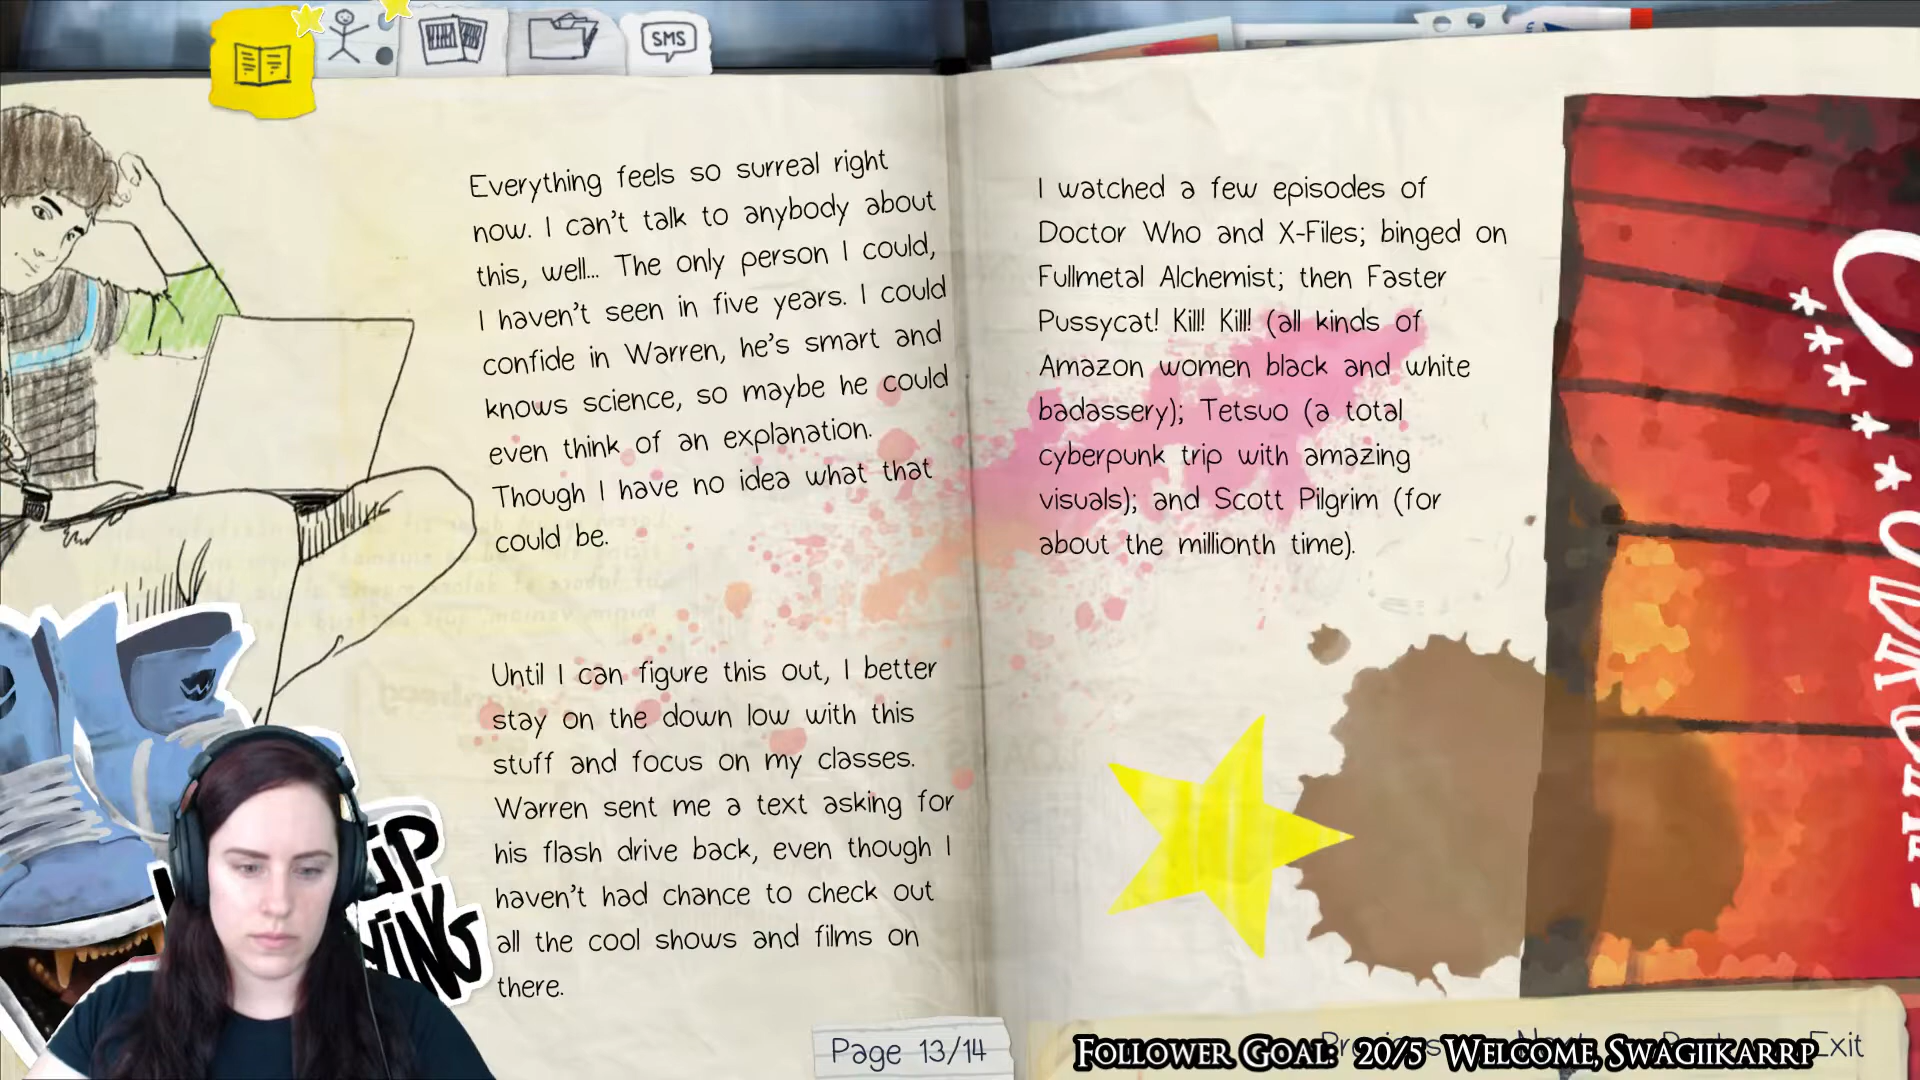 SMS
Everything feels so surreal right
now. I can't talk to anybody about
this, well... The only person I could,
I haven't seen in five years. I could
confide in Warren, he's smart and
knows science, so maybe he could
even think of an explanation.
Though I have no idea what that
could be.
Until I can figure this out, I better
stay on the down low with this
stuff and focus on my classes.
Warren sent me a text asking for
his flash drive back, even though I
haven't had chance to check out
all the cool shows and films on
there.
Page 13/14
I watched a few episodes of
Doctor Who and X-Files; binged on
Fullmetal Alchemist; then Faster
Pussycat! Kill! Kill! (all kinds of
Amazon women black and white
badassery); Tetsuo (a total
cyberpunk trip with amazing
visuals); and Scott Pilgrim (for
about the millionth time).
Follower Goal: 20/5 Welcome, Swagiikarrp
Exit